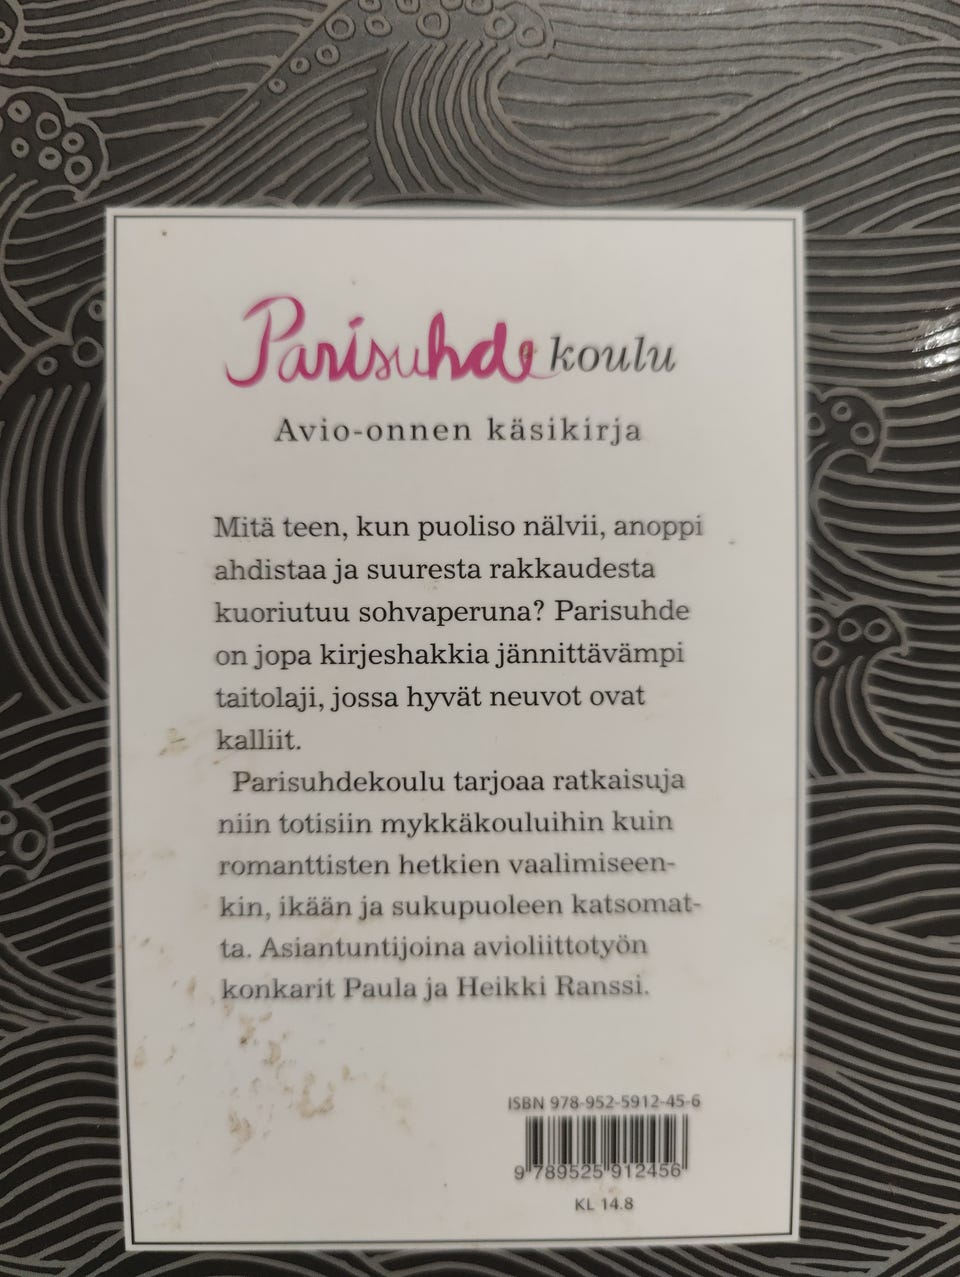 Parisuhdekoulu
Avio-onnen käsikirja
Mitä teen, kun puoliso nälvii, anoppi
ahdistaa ja suuresta rakkaudesta
kuoriutuu sohvaperuna? Parisuhde
on jopa kirjeshakkia jännittävämpi
taitolaji, jossa hyvät neuvot ovat
kalliit.
Parisuhdekoulu tarjoaa ratkaisuja
niin totisiin mykkäkouluihin kuin
romanttisten hetkien vaalimiseen-
kin, ikään ja sukupuoleen katsomat-
ta. Asiantuntijoina avioliittotyön
konkarit Paula ja Heikki Ranssi.
ISBN 978-952-5912-45-6
9 789525 912456
KL 14.8